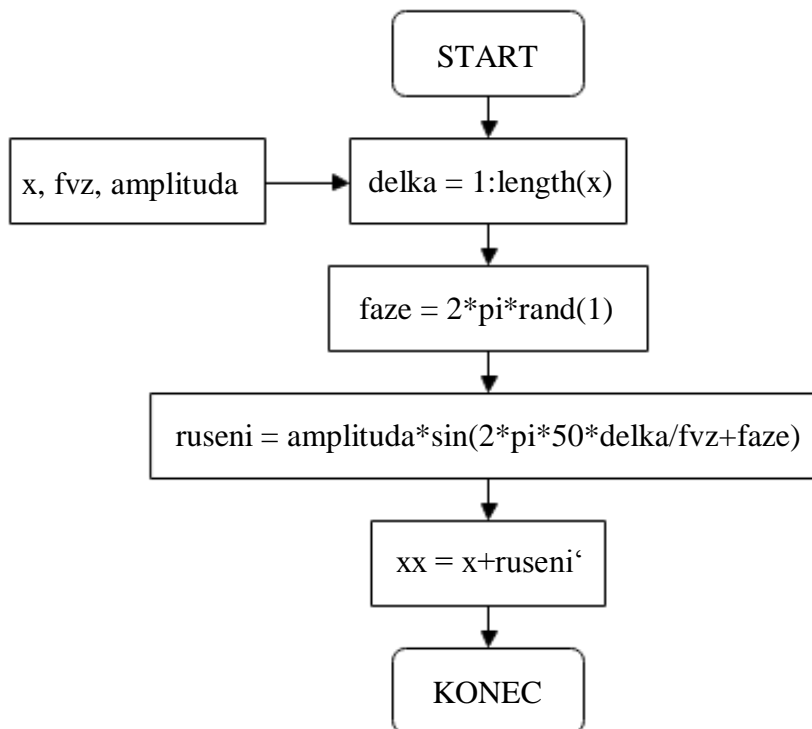 START
x, fvz, amplituda
delka = 1:length(x)
faze = 2*pi*rand(1)
ruseni = amplituda*sin(2*pi*50*delka/fvz+faze)
xx = x+ruseni‘
KONEC